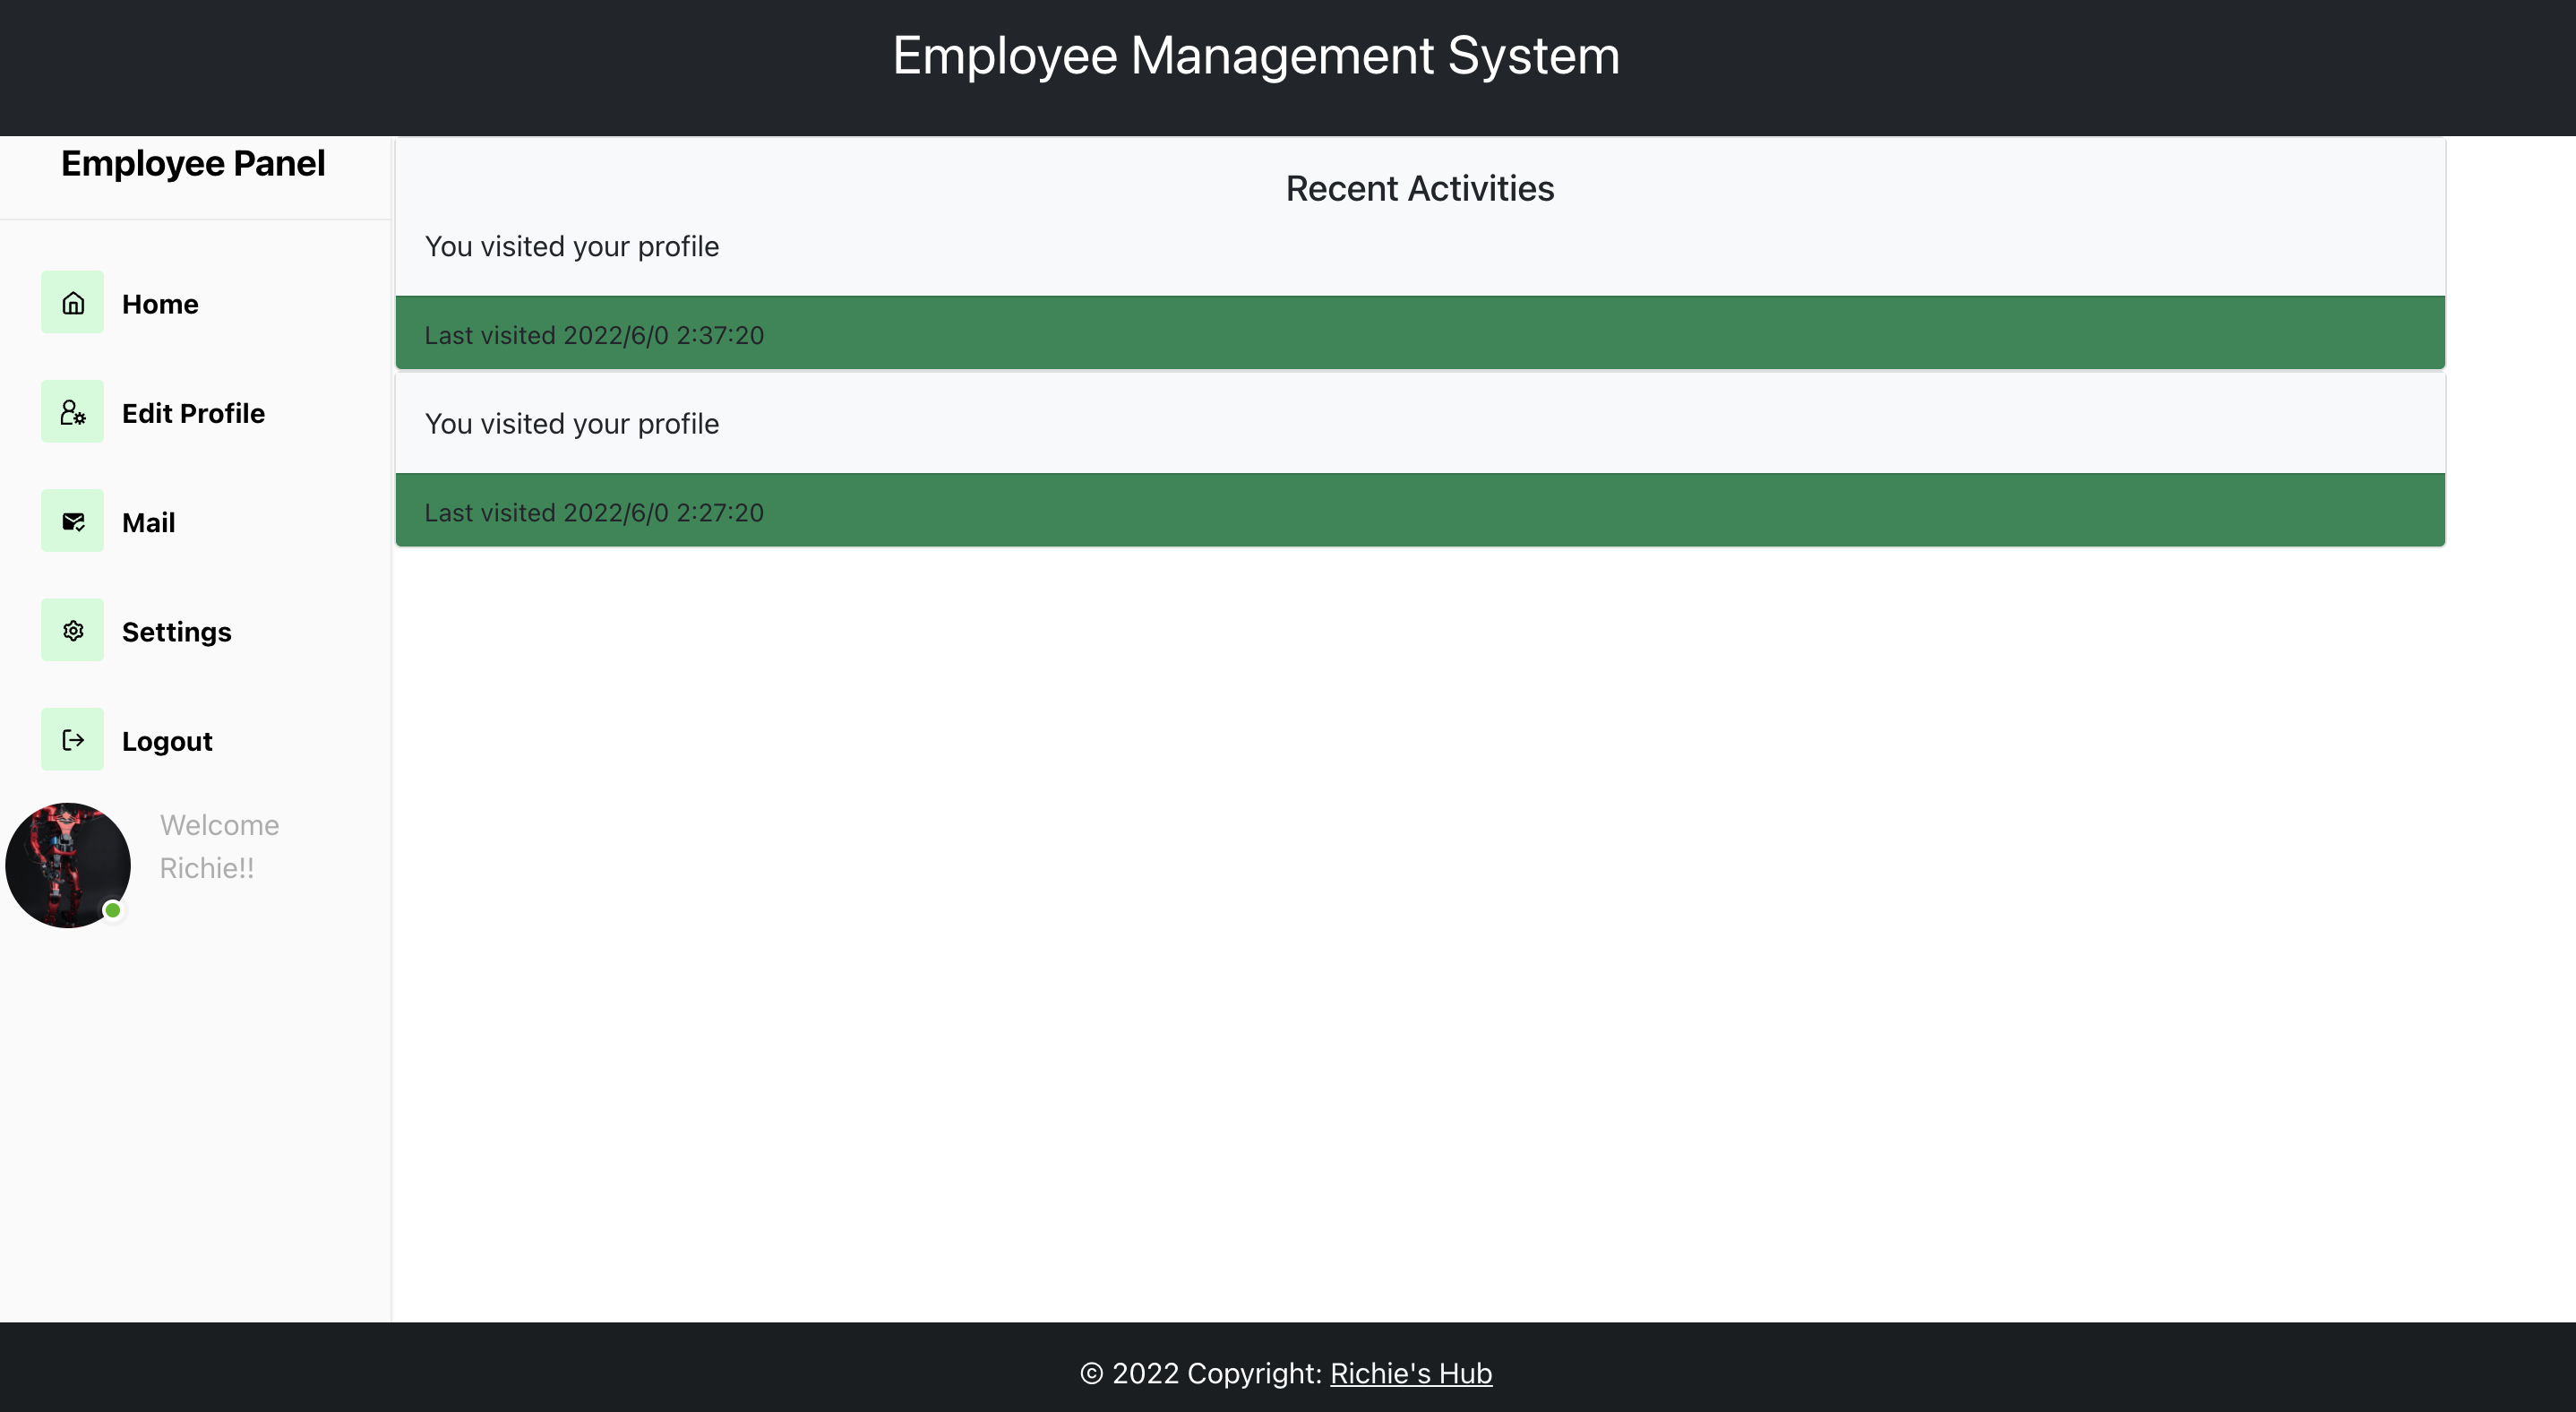 Employee Management System
Employee Panel
Home
Edit Profile
Mail
Settings
Logout
Welcome
Richie!!
Recent Activities
You visited your profile
Last visited 2022/6/0 2:37:20
You visited your profile
Last visited 2022/6/0 2:27:20
© 2022 Copyright: Richie's Hub